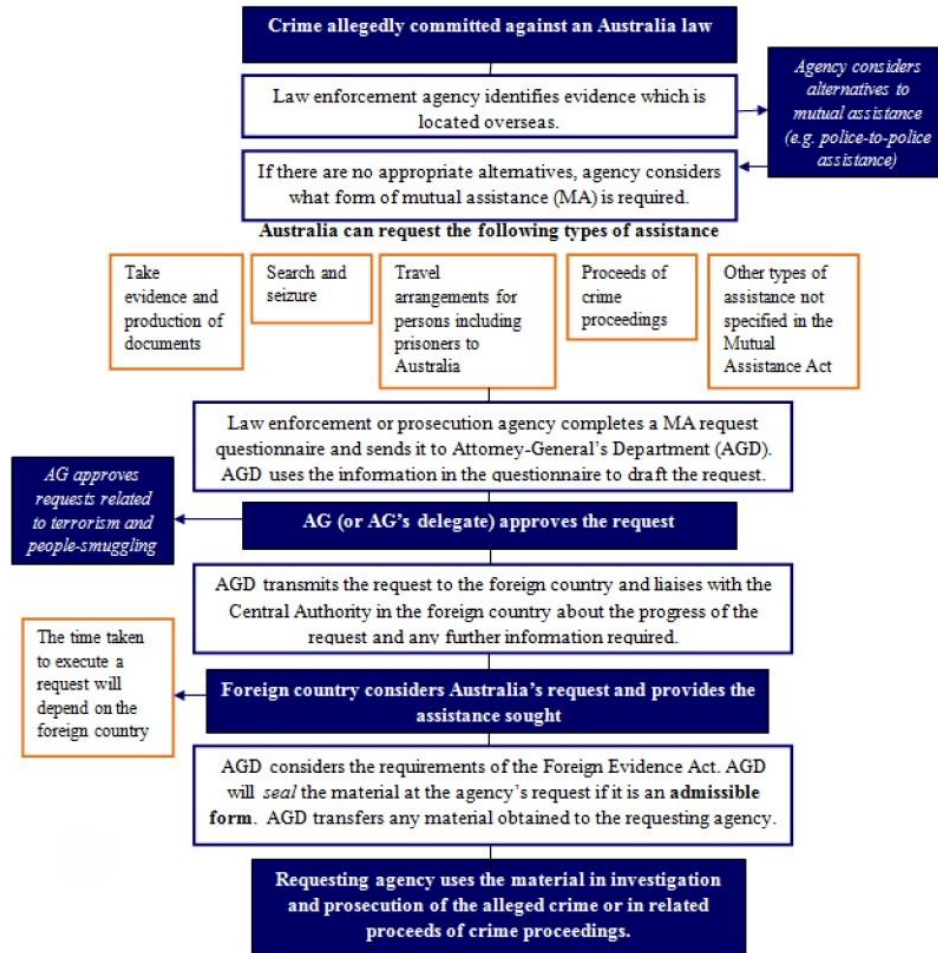 Crime allegedly committed against an Australia law
Law enforcement agency identifies evidence which is
located overseas.
Agency considers
alternatives to
mutual assistance
(e.g. police-to-police
assistance)
If there are no appropriate alternatives, agency considers
what form of mutual assistance (MA) is required.
Australia can request the following types of assistance
Take
evidence and
production of
documents
Search and
seizure
Travel
arrangements for
persons including
prisoners to
Australia
Proceeds of
crime
proceedings
Other types of
assistance not
specified in the
Mutual
Assistance Act
Law enforcement or prosecution agency completes a MA request
questionnaire and sends it to Attorney-General's Department (AGD).
AGD uses the information in the questionnaire to draft the request.
AG approves
requests related
to terrorism and
people-smuggling
AG (or AG's delegate) approves the request
AGD transmits the request to the foreign country and liaises with the
Central Authority in the foreign country about the progress of the
request and any further information required.
The time taken
to execute a
request will
depend on the
foreign country
Foreign country considers Australia's request and provides the
assistance sought
AGD considers the requirements of the Foreign Evidence Act. AGD
will seal the material at the agency's request if it is an admissible
form. AGD transfers any material obtained to the requesting agency.
Requesting agency uses the material in investigation
and prosecution of the alleged crime or in related
proceeds of crime proceedings.